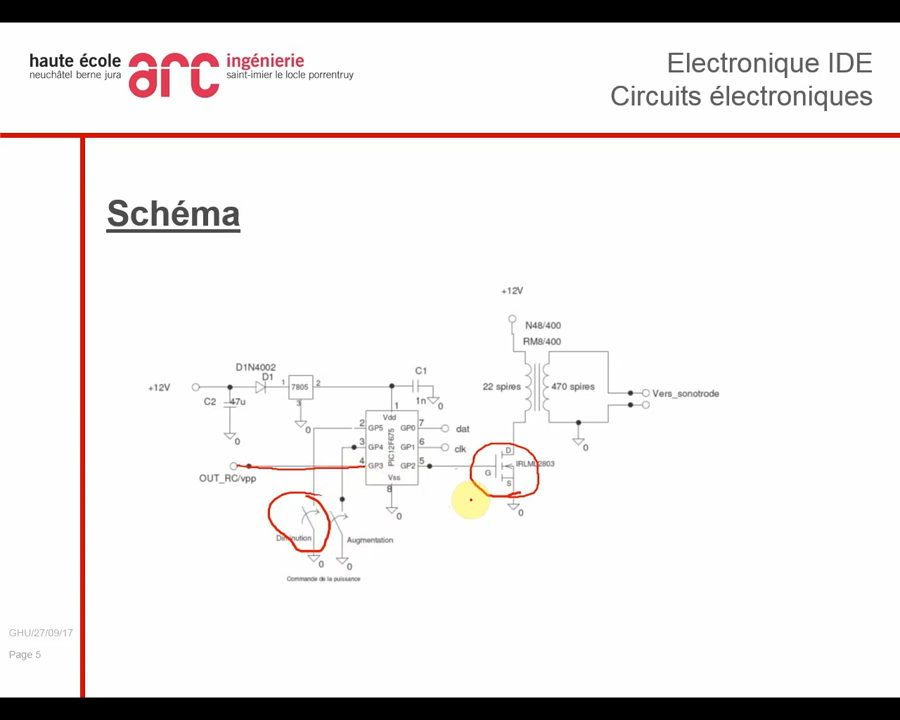 haute école
neuchâtel berne jura
arc
ingénierie
saint-imier le locle porrentruy
Electronique IDE
Circuits électroniques
Schéma
+12V
N48/400
RM8/400
22 spires
470 spires
Vers_sonotrode
0
+12V
D1N4002
D1
1
7805
2
3
0
C2
47u
0
C1
1n
0
1
Vdd
2
GP5
GP0
7
dat
3
GP4
GP1
6
clk
4
GP3
GP2
5
PIC12F675
Vss
8
0
OUT_RC/vpp
D
G
S
0
Diminution
Augmentation
0
0
Commande de la puissance
GHU/27/09/17
Page 5